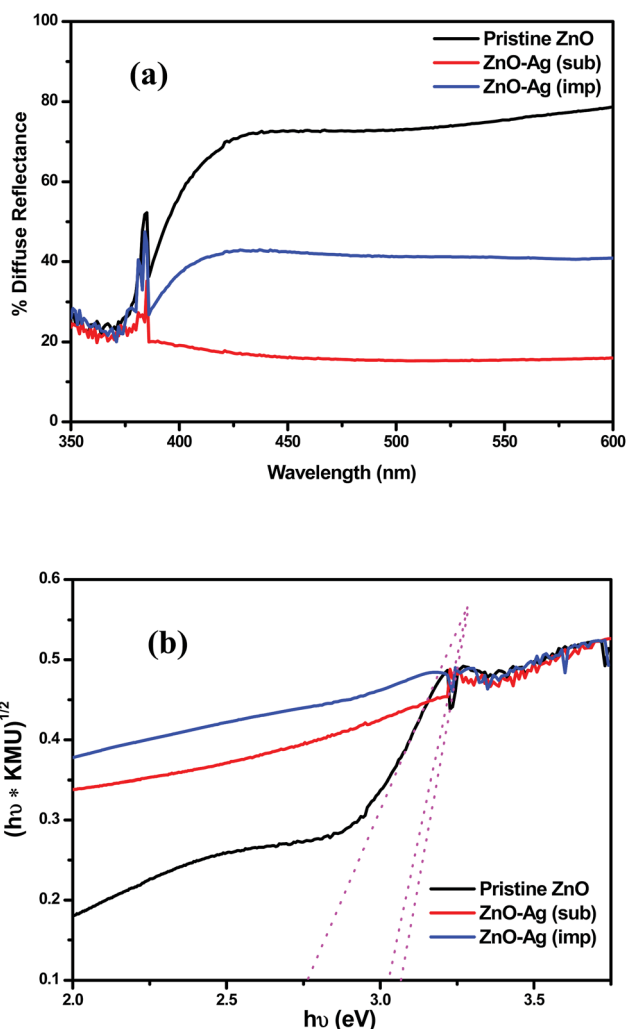 100
Pristine ZnO
ZnO-Ag (sub)
ZnO-Ag (imp)
(a)
80
60
40
20
0
% Diffuse Reflectance
350 400 450 500 550 600
Wavelength (nm)
0.6
(b)
0.5
0.4
0.3
0.2
0.1
(hυ * KMU)^1/2
Pristine ZnO
ZnO-Ag (sub)
ZnO-Ag (imp)
2.0 2.5 3.0 3.5
hυ (eV)